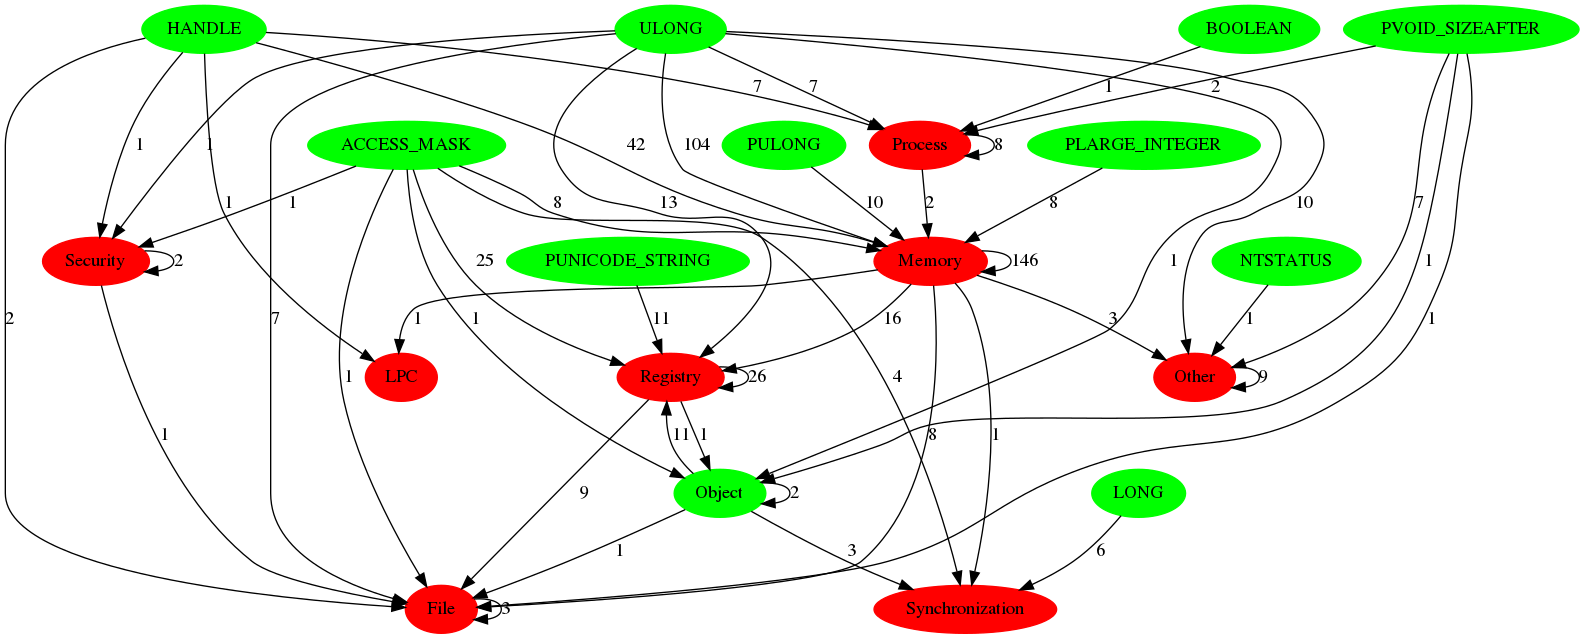 HANDLE
ULONG
BOOLEAN
PVOID_SIZEAFTER
7
7
1
2
1
1
42
104
ACCESS_MASK
PULONG
Process
8
PLARGE_INTEGER
1
1
8
13
10
2
8
10
7
Security
2
PUNICODE_STRING
Memory
146
1
1
NTSTATUS
25
2
7
1
11
1
16
3
1
1
LPC
Registry
26
Other
9
1
4
1
9
11
1
8
1
Object
2
LONG
1
3
6
File
3
Synchronization